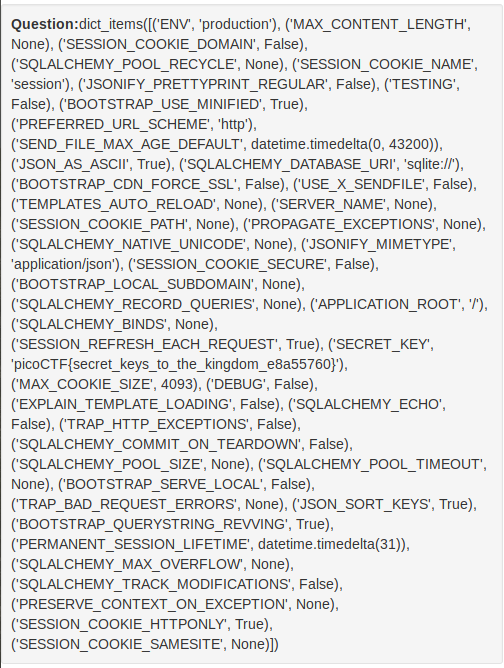 Question:dict_items([('ENV', 'production'), ('MAX_CONTENT_LENGTH',
None), ('SESSION_COOKIE_DOMAIN', False),
('SQLALCHEMY_POOL_RECYCLE', None), ('SESSION_COOKIE_NAME',
'session'), ('JSONIFY_PRETTYPRINT_REGULAR', False), ('TESTING',
False), ('BOOTSTRAP_USE_MINIFIED', True),
('PREFERRED_URL_SCHEME', 'http'),
('SEND_FILE_MAX_AGE_DEFAULT', datetime.timedelta(0, 43200)),
('JSON_AS_ASCII', True), ('SQLALCHEMY_DATABASE_URI', 'sqlite://'),
('BOOTSTRAP_CDN_FORCE_SSL', False), ('USE_X_SENDFILE', False),
('TEMPLATES_AUTO_RELOAD', None), ('SERVER_NAME', None),
('SESSION_COOKIE_PATH', None), ('PROPAGATE_EXCEPTIONS', None),
('SQLALCHEMY_NATIVE_UNICODE', None), ('JSONIFY_MIMETYPE',
'application/json'), ('SESSION_COOKIE_SECURE', False),
('BOOTSTRAP_LOCAL_SUBDOMAIN', None),
('SQLALCHEMY_RECORD_QUERIES', None), ('APPLICATION_ROOT', '/'),
('SQLALCHEMY_BINDS', None),
('SESSION_REFRESH_EACH_REQUEST', True), ('SECRET_KEY',
'picoCTF{secret_keys_to_the_kingdom_e8a55760}'),
('MAX_COOKIE_SIZE', 4093), ('DEBUG', False),
('EXPLAIN_TEMPLATE_LOADING', False), ('SQLALCHEMY_ECHO',
False), ('TRAP_HTTP_EXCEPTIONS', False),
('SQLALCHEMY_COMMIT_ON_TEARDOWN', False),
('SQLALCHEMY_POOL_SIZE', None), ('SQLALCHEMY_POOL_TIMEOUT',
None), ('BOOTSTRAP_SERVE_LOCAL', False),
('TRAP_BAD_REQUEST_ERRORS', None), ('JSON_SORT_KEYS', True),
('BOOTSTRAP_QUERYSTRING_REVVING', True),
('PERMANENT_SESSION_LIFETIME', datetime.timedelta(31)),
('SQLALCHEMY_MAX_OVERFLOW', None),
('SQLALCHEMY_TRACK_MODIFICATIONS', False),
('PRESERVE_CONTEXT_ON_EXCEPTION', None),
('SESSION_COOKIE_HTTPONLY', True),
('SESSION_COOKIE_SAMESITE', None)])